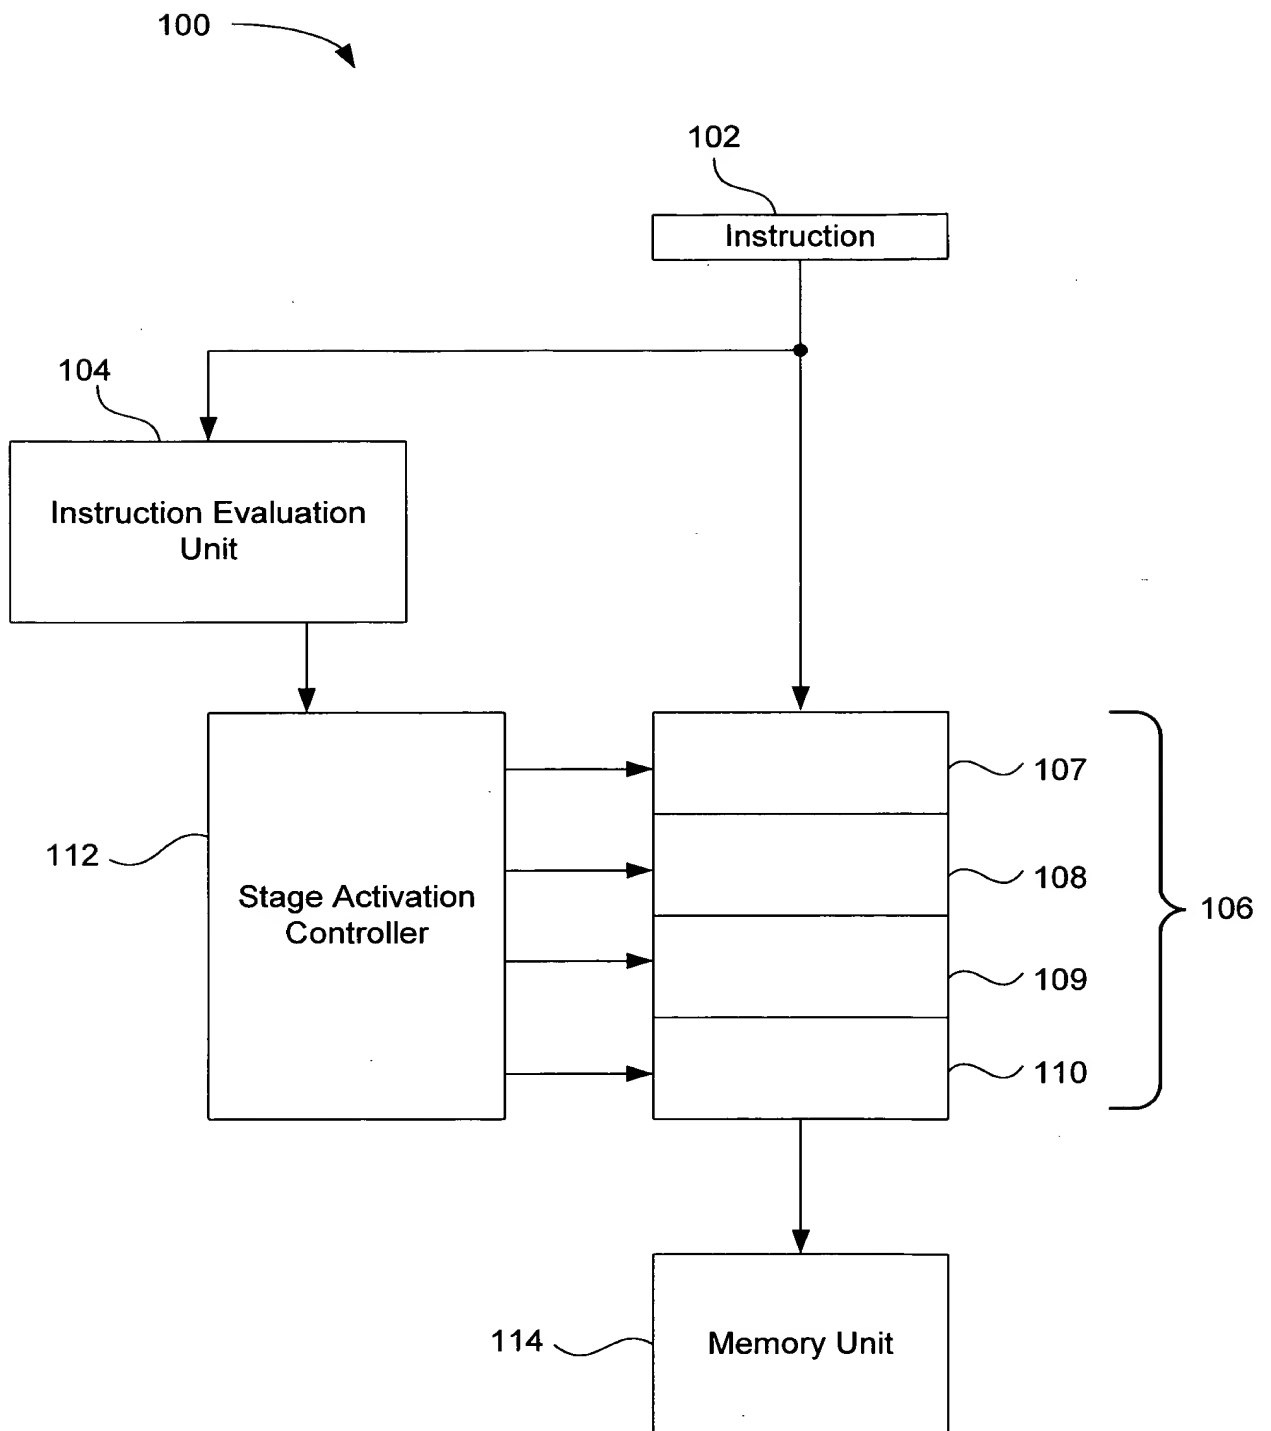 100
102
Instruction
104
Instruction Evaluation
Unit
107
112
108
Stage Activation
Controller
106
109
110
114
Memory Unit